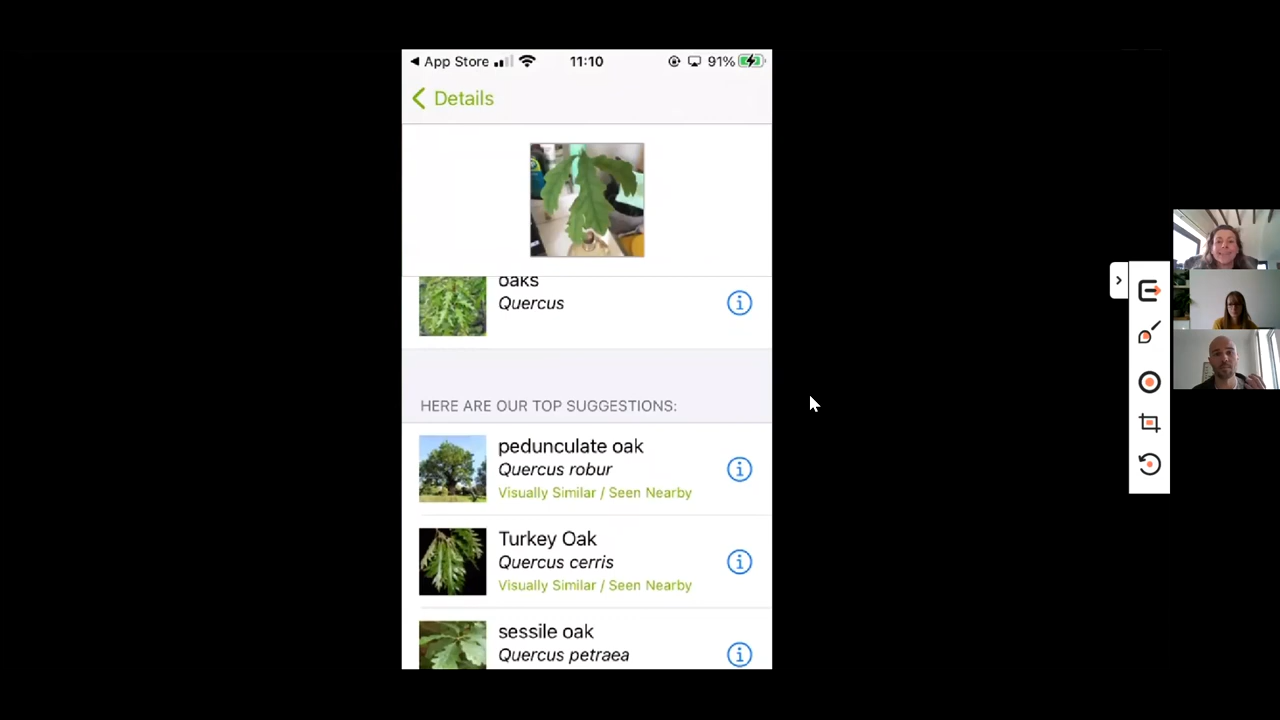 App Store
11:10
91%
Details
oaks
Quercus
HERE ARE OUR TOP SUGGESTIONS:
pedunculate oak
Quercus robur
Visually Similar / Seen Nearby
Turkey Oak
Quercus cerris
Visually Similar / Seen Nearby
sessile oak
Quercus petraea